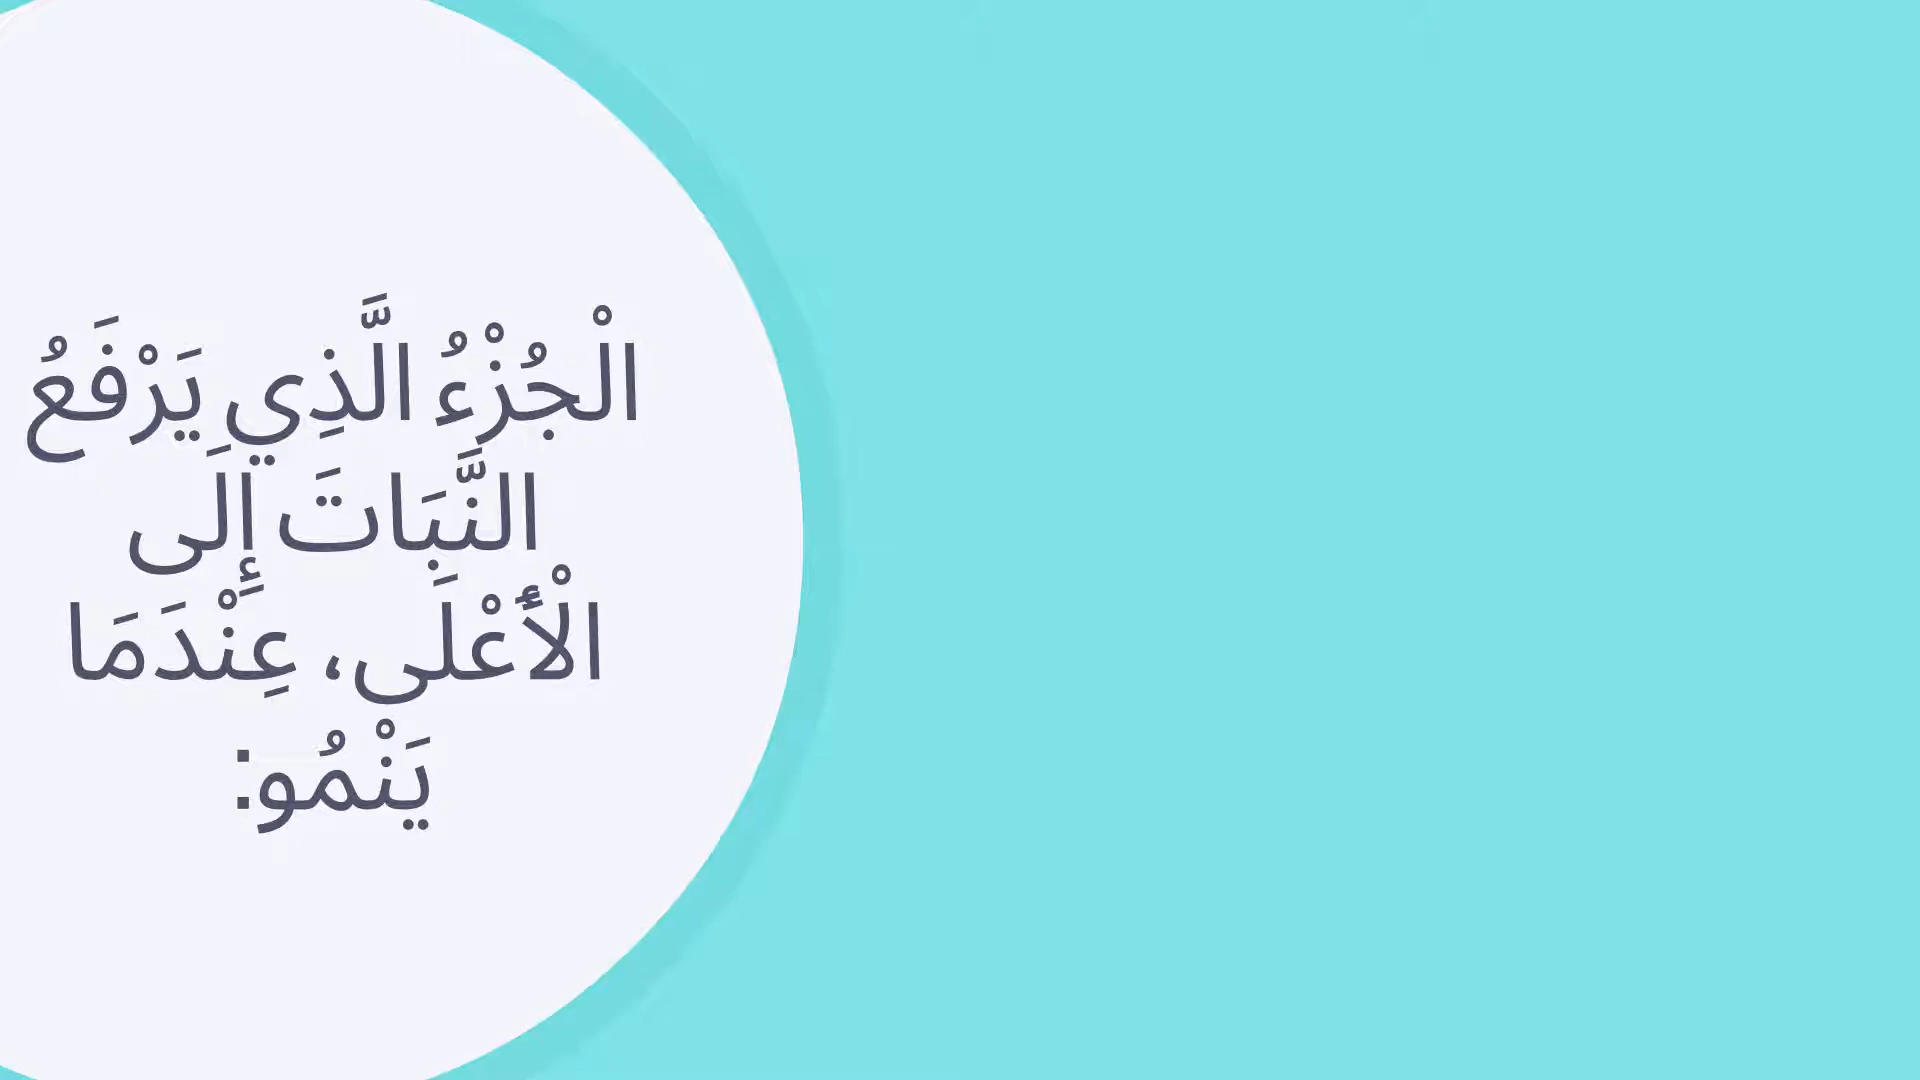 الْجُزْءُ الَّذِي يَرْفَعُ
النَّبَاتَ إِلَى
الْأَعْلَى، عِنْدَمَا
يَنْمُو: